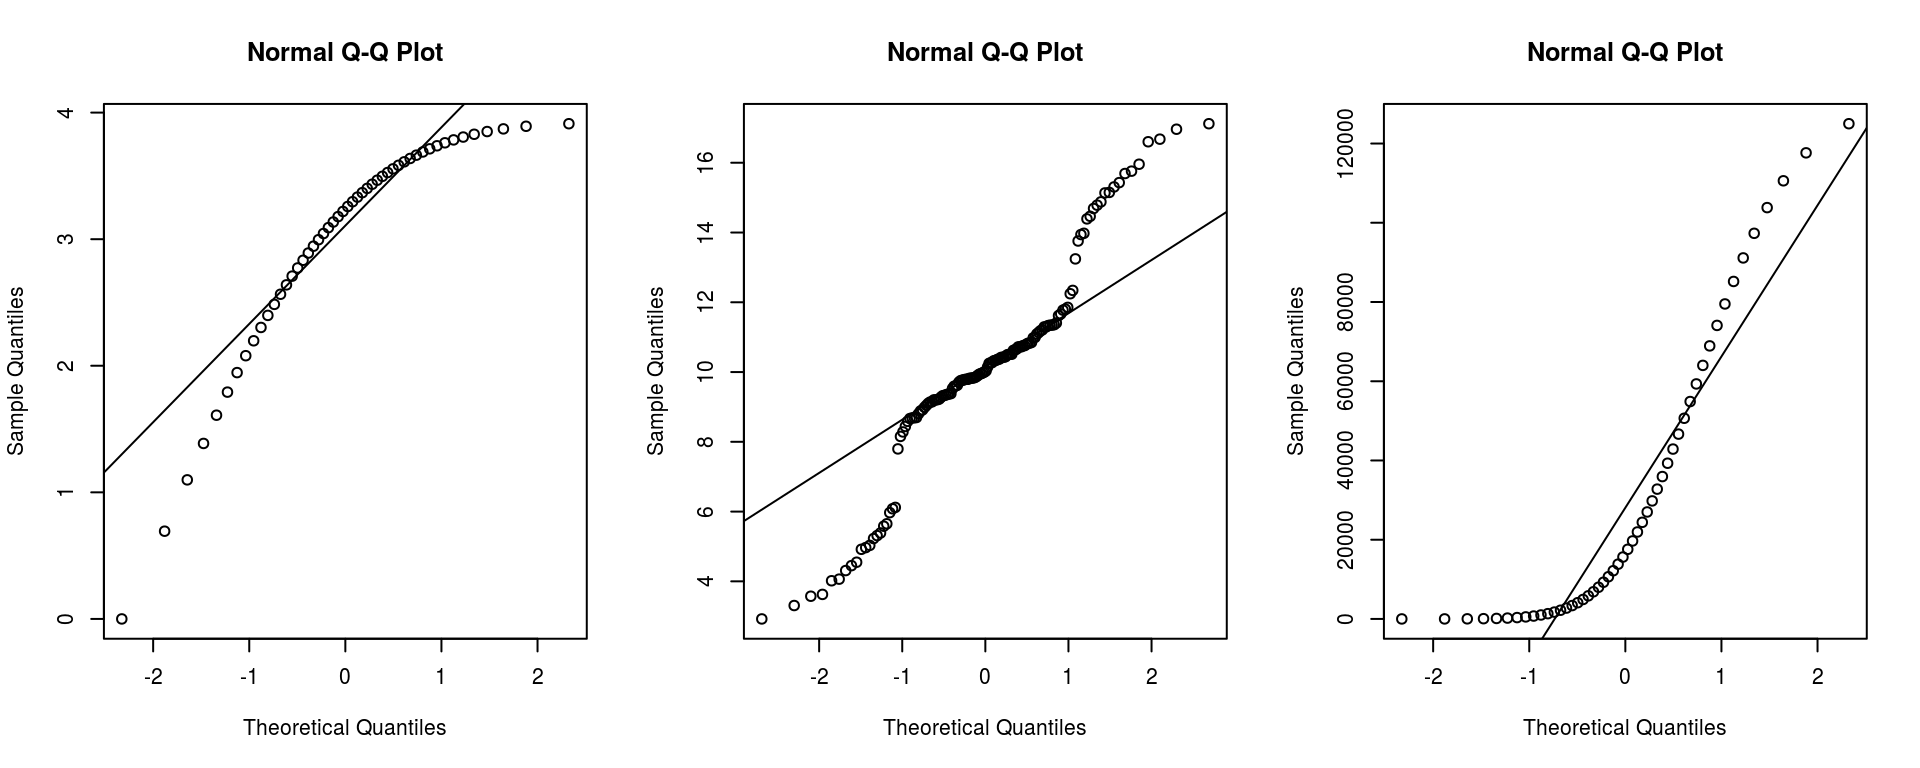 Normal Q-Q Plot
Sample Quantiles
4
3
2
1
0
-2 -1 0 1 2
Theoretical Quantiles
Normal Q-Q Plot
Sample Quantiles
16
14
12
10
8
6
4
-2 -1 0 1 2
Theoretical Quantiles
Normal Q-Q Plot
Sample Quantiles
120000
80000
60000
40000
20000
0
-2 -1 0 1 2
Theoretical Quantiles